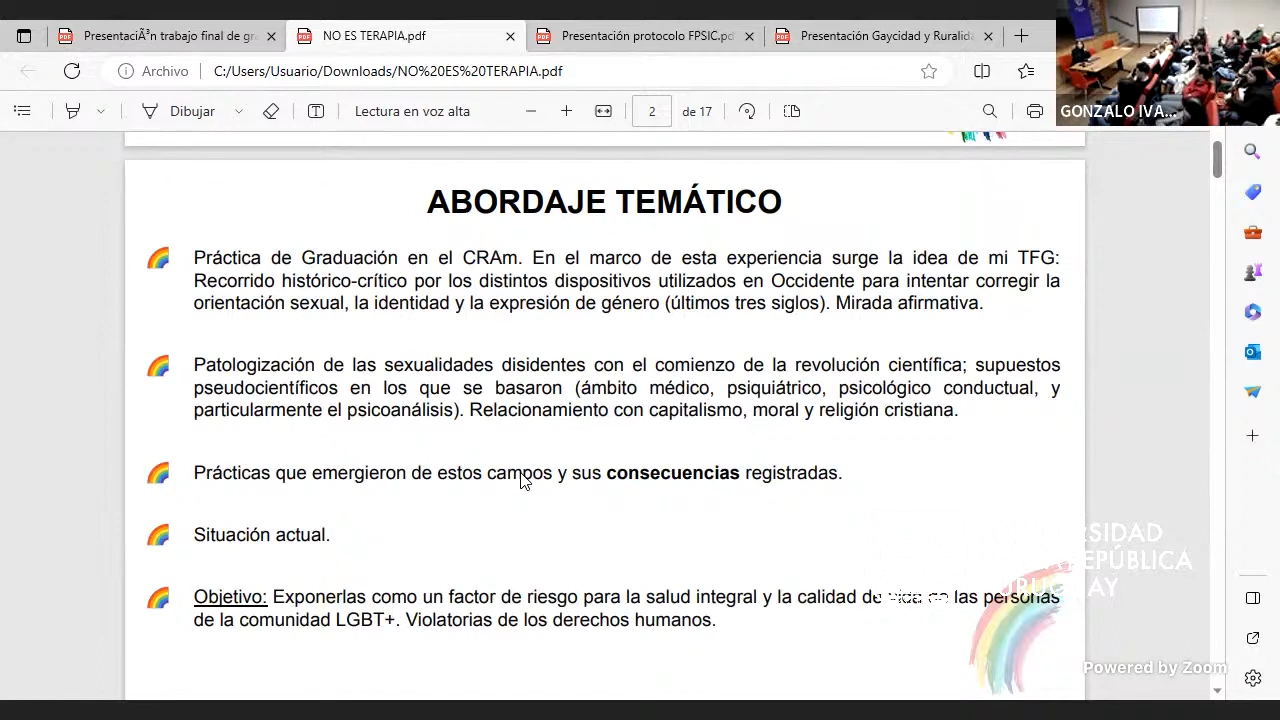 PresentaciÃ³n trabajo final de gra
NO ES TERAPIA.pdf
Presentación protocolo FPSIC.pd
Presentación Gaycidad y Ruralida
Archivo
C:/Users/Usuario/Downloads/NO%20ES%20TERAPIA.pdf
Dibujar
Lectura en voz alta
2
de 17
GONZALO IVA...
ABORDAJE TEMÁTICO
Práctica de Graduación en el CRAm. En el marco de esta experiencia surge la idea de mi TFG:
Recorrido histórico-crítico por los distintos dispositivos utilizados en Occidente para intentar corregir la
orientación sexual, la identidad y la expresión de género (últimos tres siglos). Mirada afirmativa.
Patologización de las sexualidades disidentes con el comienzo de la revolución científica; supuestos
pseudocientíficos en los que se basaron (ámbito médico, psiquiátrico, psicológico conductual, y
particularmente el psicoanálisis). Relacionamiento con capitalismo, moral y religión cristiana.
Prácticas que emergieron de estos campos y sus consecuencias registradas.
Situación actual.
Objetivo: Exponerlas como un factor de riesgo para la salud integral y la calidad de las personas
de la comunidad LGBT+. Violatorias de los derechos humanos.
RSIDAD
EPÚBLICA
URUGUAY
Powered by Zoom